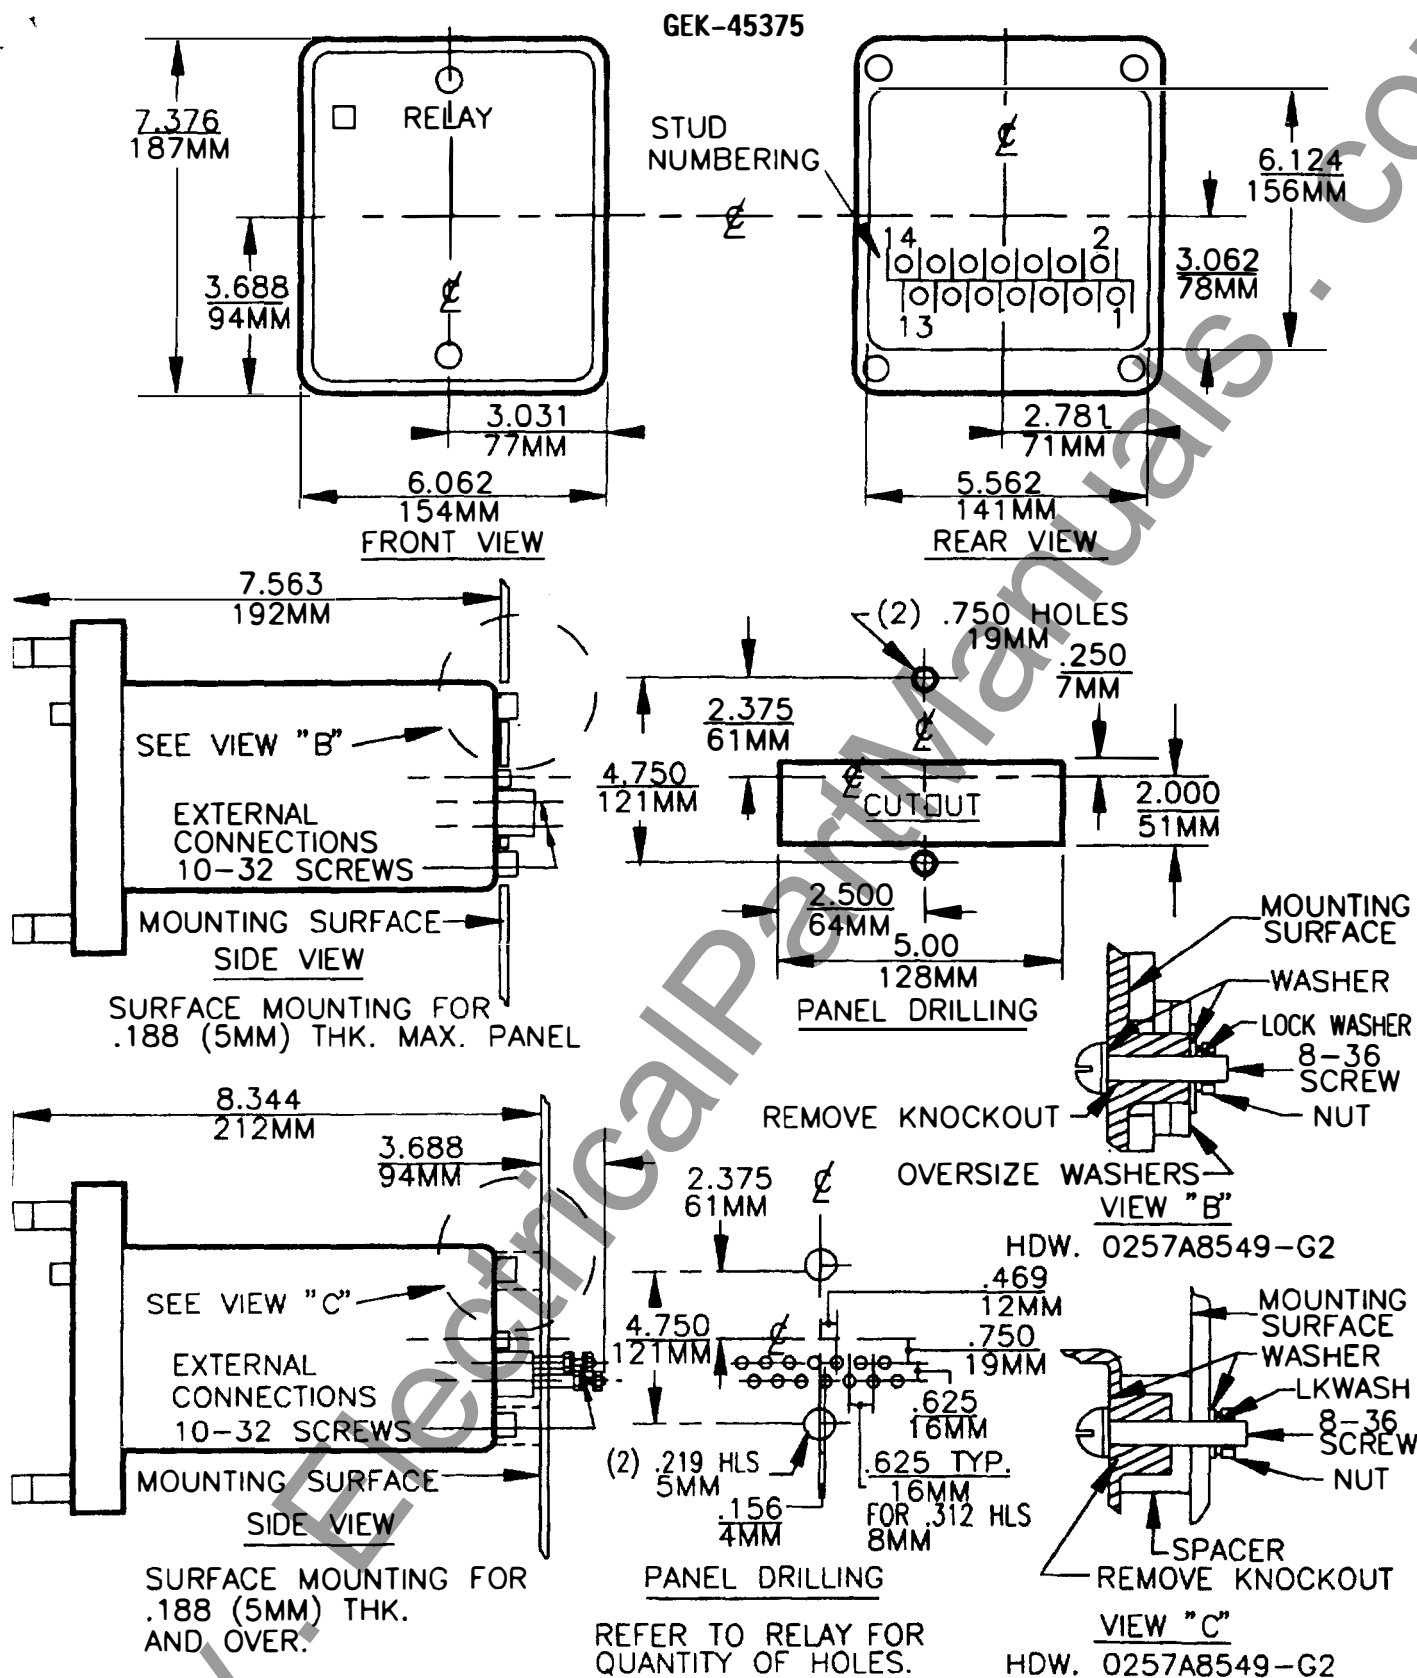 GEK-45375
7.376
187MM
RELAY
3.688
94MM
3.031
77MM
6.062
154MM
FRONT VIEW
STUD
NUMBERING
14
2
13
1
6.124
156MM
3.062
78MM
2.781
71MM
5.562
141MM
REAR VIEW
7.563
192MM
SEE VIEW "B"
EXTERNAL
CONNECTIONS
10-32 SCREWS
MOUNTING SURFACE
SIDE VIEW
SURFACE MOUNTING FOR
.188 (5MM) THK. MAX. PANEL
(2) .750 HOLES
19MM
.250
7MM
2.375
61MM
4.750
121MM
CUTOUT
2.000
51MM
2.500
64MM
5.00
128MM
PANEL DRILLING
MOUNTING
SURFACE
WASHER
LOCK WASHER
8-36
SCREW
NUT
REMOVE KNOCKOUT
OVERSIZE WASHERS
VIEW "B"
HDW. 0257A8549-G2
8.344
212MM
3.688
94MM
SEE VIEW "C"
EXTERNAL
CONNECTIONS
10-32 SCREWS
MOUNTING SURFACE
SIDE VIEW
SURFACE MOUNTING FOR
.188 (5MM) THK.
AND OVER.
2.375
61MM
.469
12MM
4.750
121MM
.750
19MM
.625
16MM
(2) .219 HLS
5MM
.625 TYP.
16MM
FOR .312 HLS
8MM
.156
4MM
PANEL DRILLING
REFER TO RELAY FOR
QUANTITY OF HOLES.
MOUNTING
SURFACE
WASHER
LKWASH
8-36
SCREW
NUT
SPACER
REMOVE KNOCKOUT
VIEW "C"
HDW. 0257A8549-G2
.ElectricalPartManuals.co